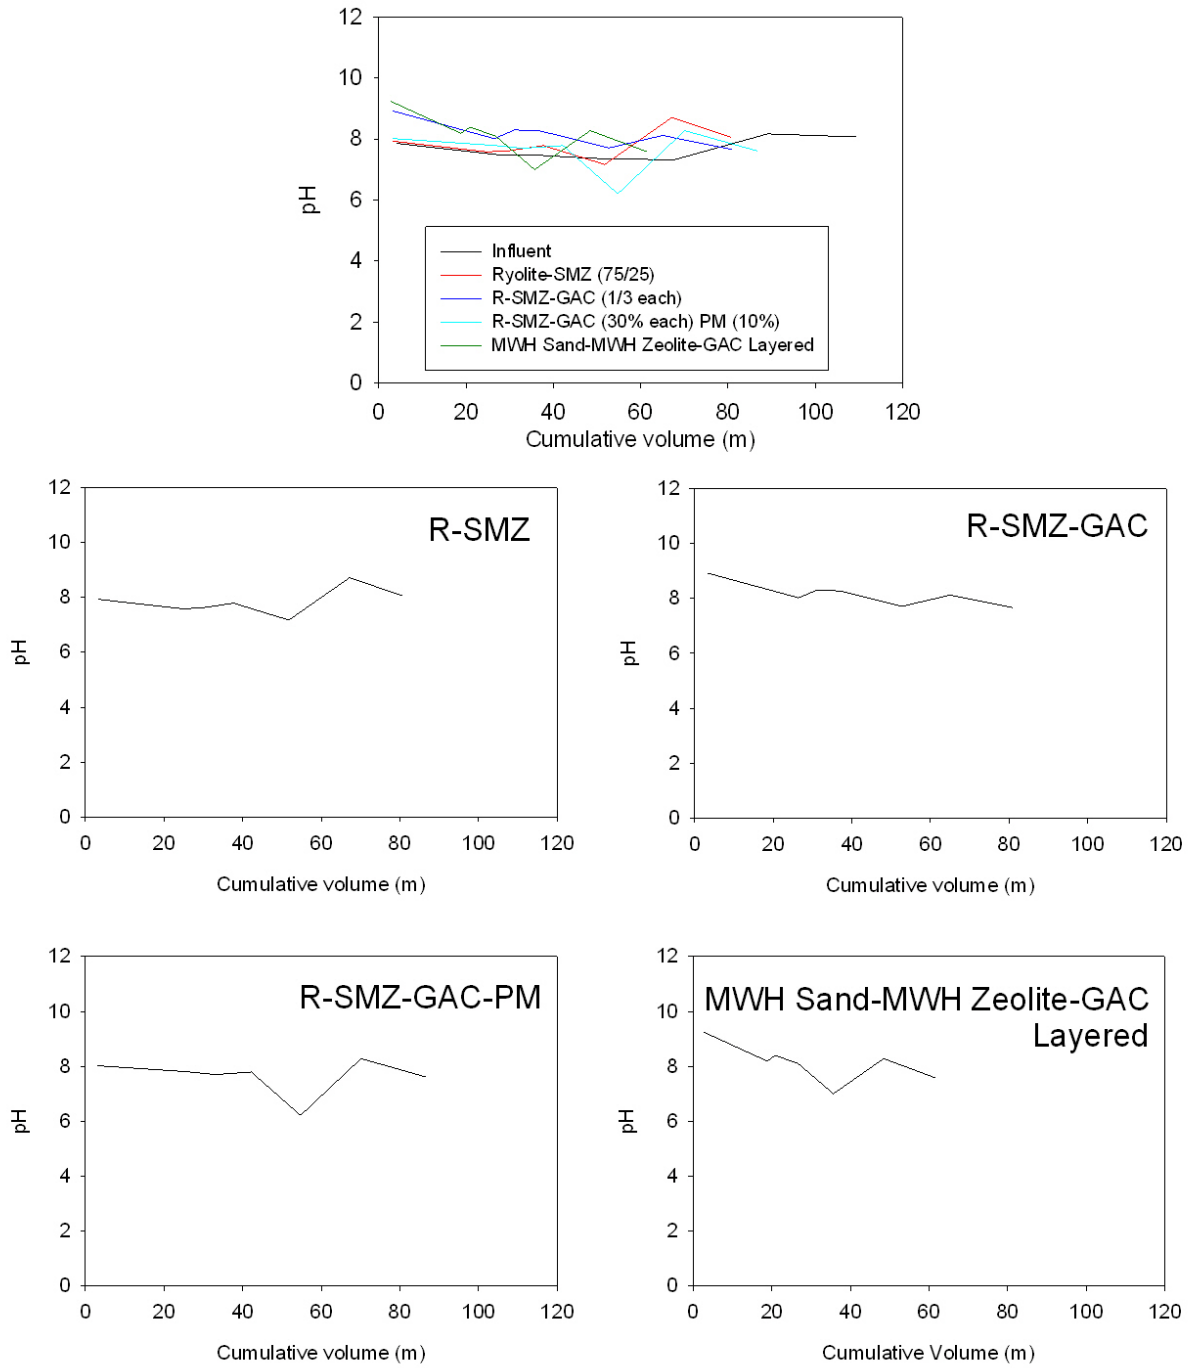 12
10
8
6
4
2
0
pH
Influent
Ryolite-SMZ (75/25)
R-SMZ-GAC (1/3 each)
R-SMZ-GAC (30% each) PM (10%)
MWH Sand-MWH Zeolite-GAC Layered
0 20 40 60 80 100 120
Cumulative volume (m)
12
10
8
6
4
2
0
pH
R-SMZ
0 20 40 60 80 100 120
Cumulative volume (m)
12
10
8
6
4
2
0
pH
R-SMZ-GAC
0 20 40 60 80 100 120
Cumulative volume (m)
12
10
8
6
4
2
0
pH
R-SMZ-GAC-PM
0 20 40 60 80 100 120
Cumulative volume (m)
12
10
8
6
4
2
0
pH
MWH Sand-MWH Zeolite-GAC
Layered
0 20 40 60 80 100 120
Cumulative Volume (m)